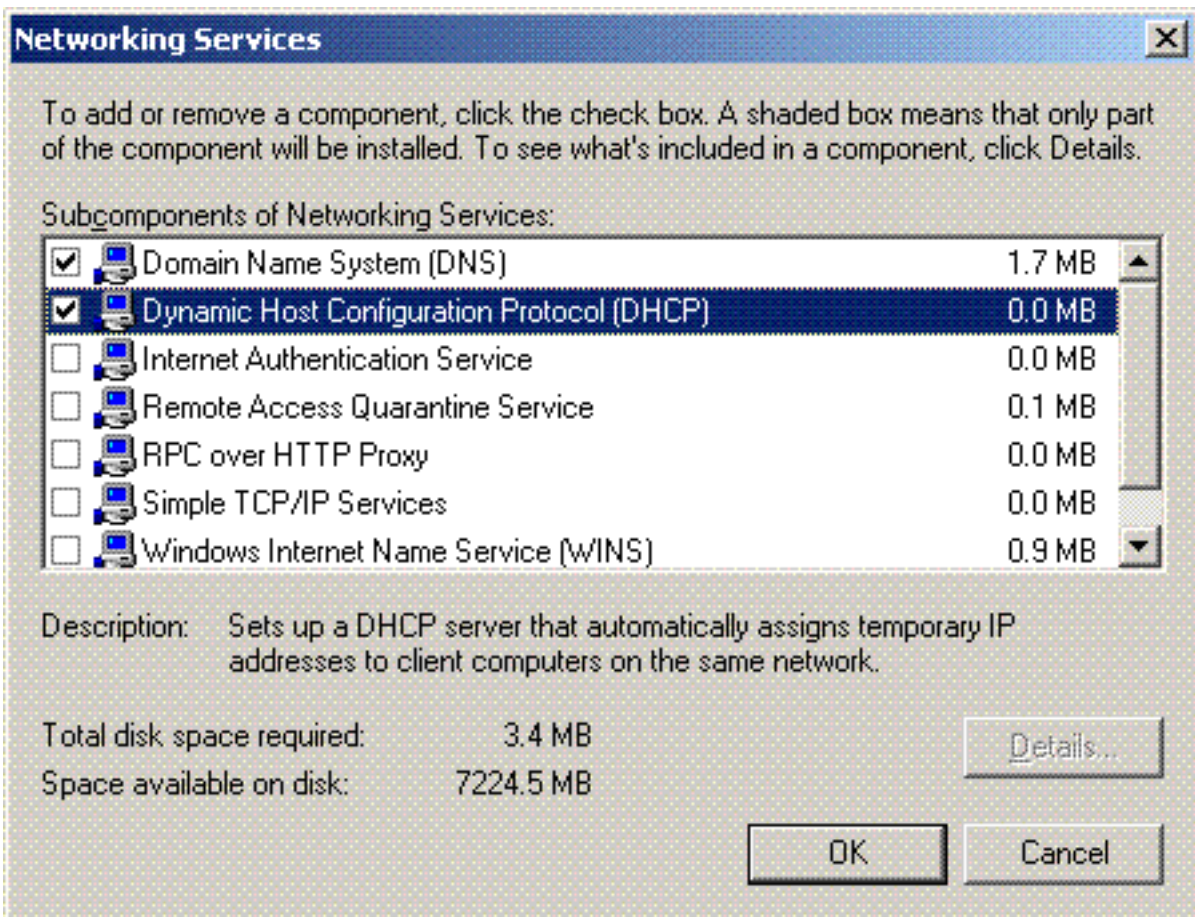 Networking Services
To add or remove a component, click the check box. A shaded box means that only part
of the component will be installed. To see what's included in a component, click Details.
Subcomponents of Networking Services:
Domain Name System (DNS) 1.7 MB
Dynamic Host Configuration Protocol (DHCP) 0.0 MB
Internet Authentication Service 0.0 MB
Remote Access Quarantine Service 0.1 MB
RPC over HTTP Proxy 0.0 MB
Simple TCP/IP Services 0.0 MB
Windows Internet Name Service (WINS) 0.9 MB
Description: Sets up a DHCP server that automatically assigns temporary IP
addresses to client computers on the same network.
Total disk space required: 3.4 MB
Space available on disk: 7224.5 MB
Details...
OK Cancel